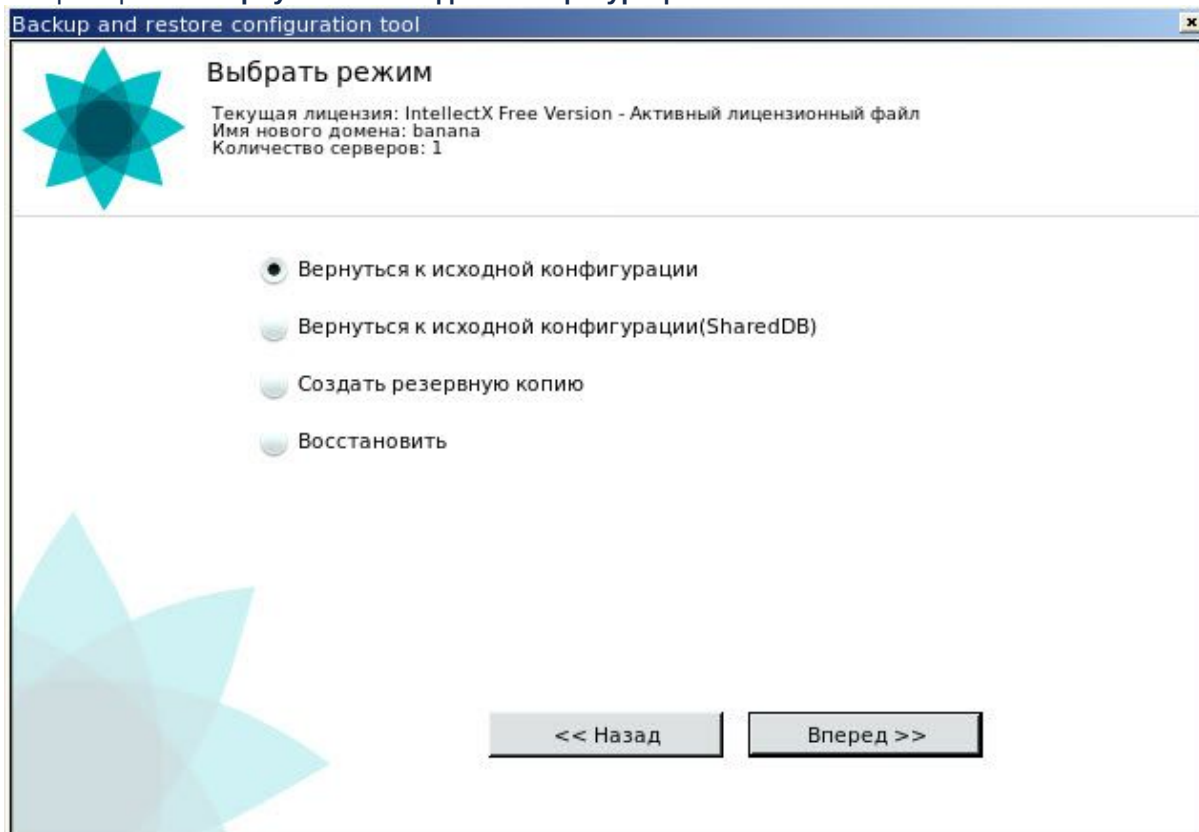 Backup and restore configuration tool
Выбрать режим
Текущая лицензия: IntellectX Free Version - Активный лицензионный файл
Имя нового домена: banana
Количество серверов: 1
Вернуться к исходной конфигурации
Вернуться к исходной конфигурации(SharedDB)
Создать резервную копию
Восстановить
<< Назад
Вперед >>